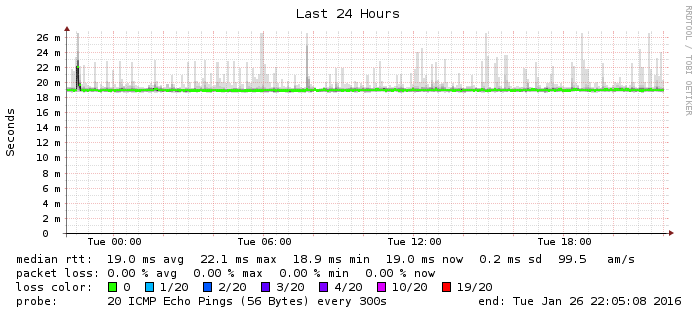 Last 24 Hours
RRDTOOL / TOBI OETIKER
Seconds
26 m
24 m
22 m
20 m
18 m
16 m
14 m
12 m
10 m
8 m
6 m
4 m
2 m
0
Tue 00:00 Tue 06:00 Tue 12:00 Tue 18:00
median rtt: 19.0 ms avg 22.1 ms max 18.9 ms min 19.0 ms now 0.2 ms sd 99.5 am/s
packet loss: 0.00 % avg 0.00 % max 0.00 % min 0.00 % now
loss color: 0 1/20 2/20 3/20 4/20 10/20 19/20
probe: 20 ICMP Echo Pings (56 Bytes) every 300s end: Tue Jan 26 22:05:08 2016